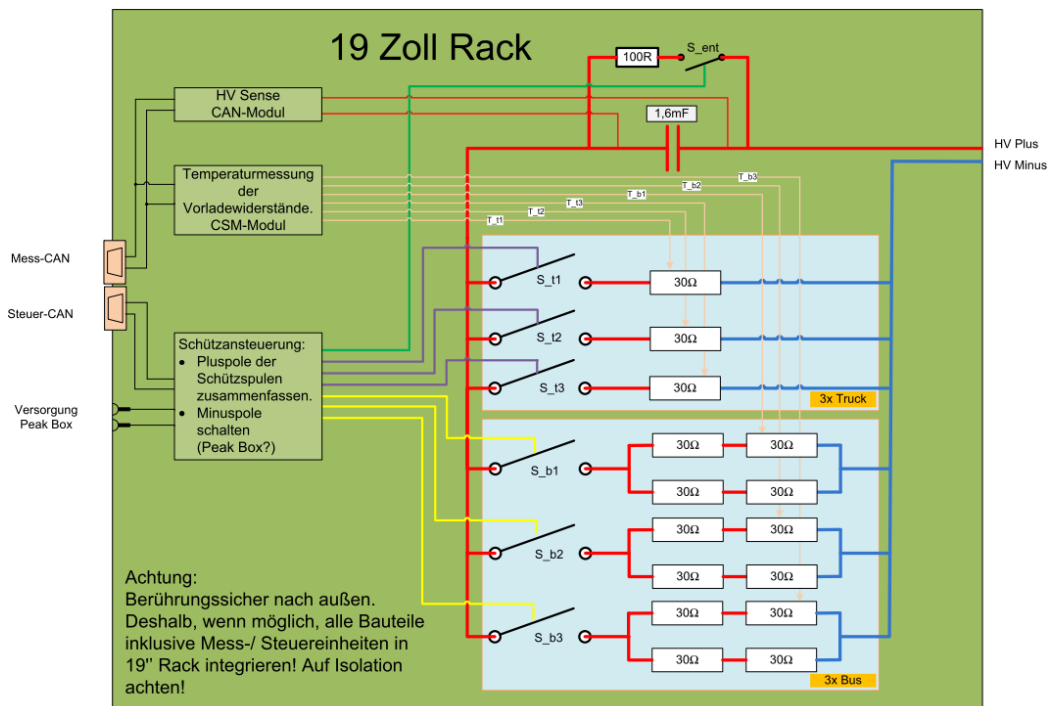 19 Zoll Rack
100R
S_ent
1,6mF
HV Sense
CAN-Modul
HV Plus
HV Minus
Temperaturmessung
der
Vorladewiderstände.
CSM-Modul
T_b3
T_b2
T_b1
T_t3
T_t2
T_t1
Mess-CAN
Steuer-CAN
S_t1
30Ω
S_t2
30Ω
S_t3
30Ω
3x Truck
Schützansteuerung:
• Pluspole der
Schützspulen
zusammenfassen.
• Minuspole
schalten
(Peak Box?)
Versorgung
Peak Box
S_b1
30Ω 30Ω
30Ω 30Ω
S_b2
30Ω 30Ω
30Ω 30Ω
S_b3
30Ω 30Ω
30Ω 30Ω
3x Bus
Achtung:
Berührungssicher nach außen.
Deshalb, wenn möglich, alle Bauteile
inklusive Mess-/ Steuereinheiten in
19'' Rack integrieren! Auf Isolation
achten!